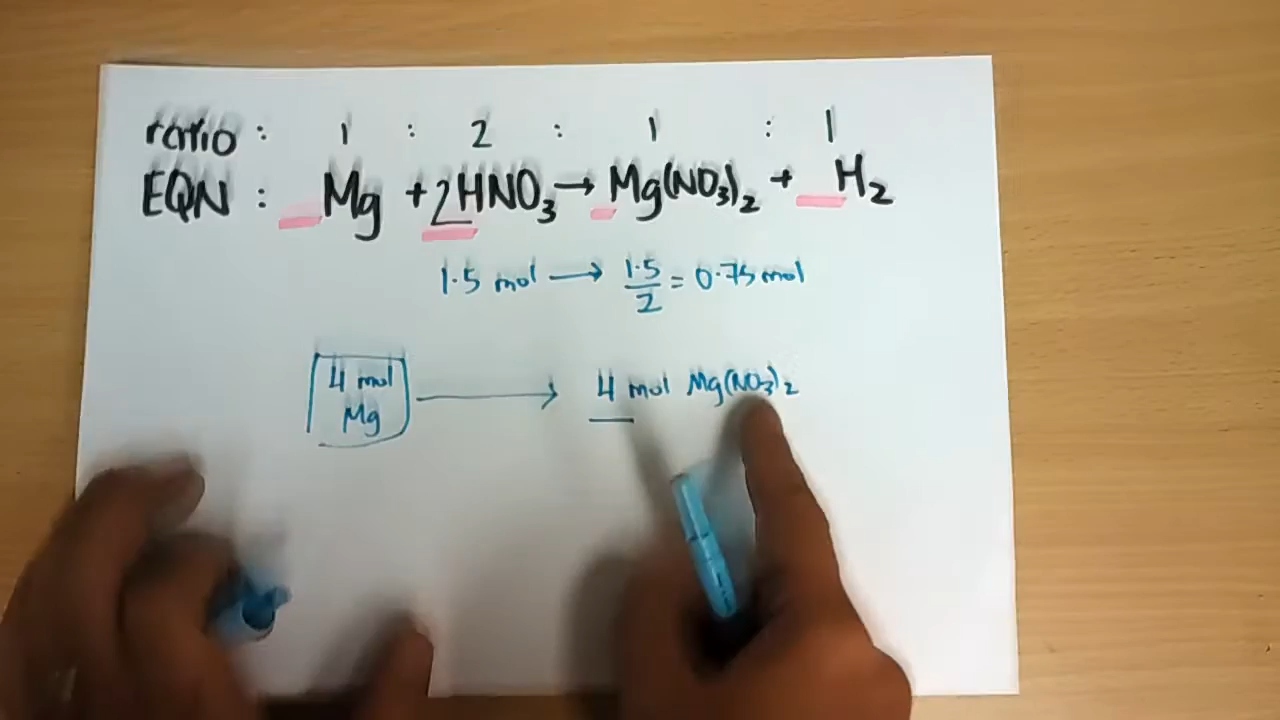 ratio : 1 : 2 : 1 : 1
EQN : _ Mg + 2HNO₃ → _ Mg(NO₃)₂ + _ H₂
1.5 mol → 1.5/2 = 0.75 mol
4 mol Mg → 4 mol Mg(NO₃)₂